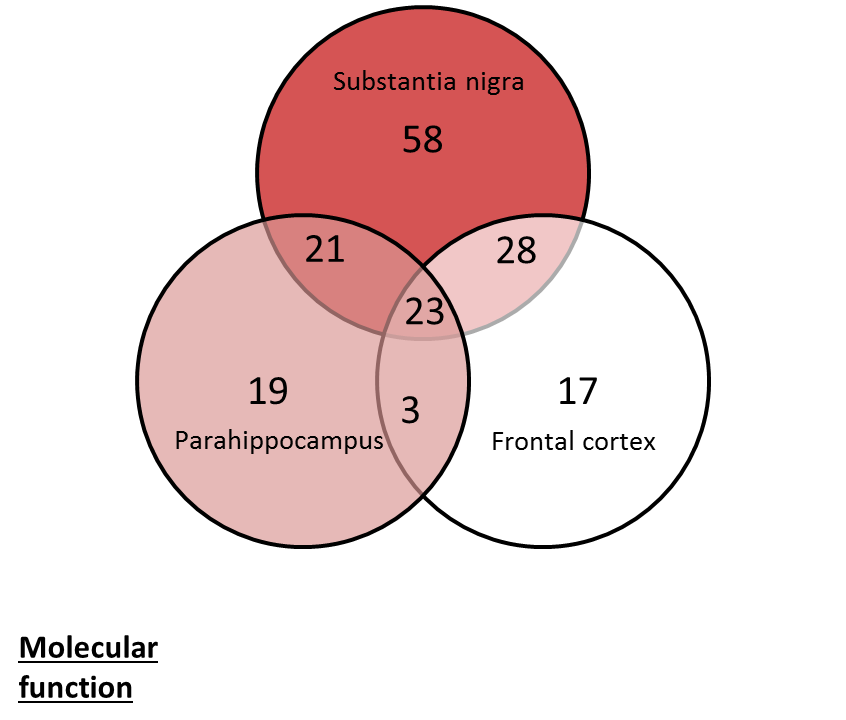 Substantia nigra
58
21
28
23
19
3
17
Parahippocampus
Frontal cortex
Molecular
function